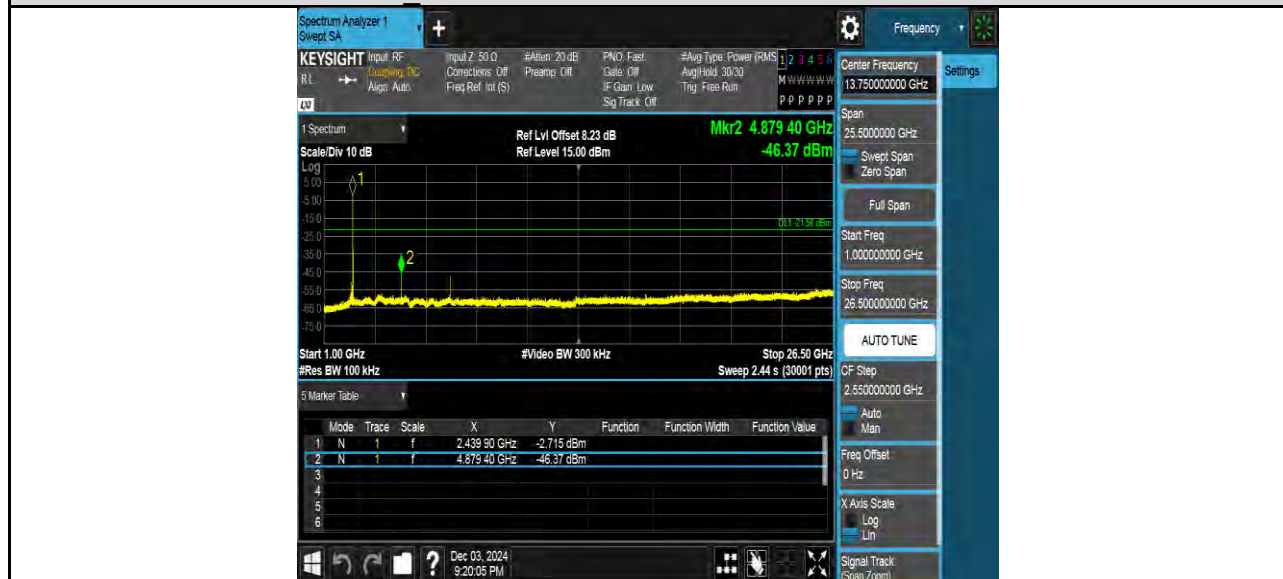 Spectrum Analyzer 1
Swept SA
+
Frequency
KEYSIGHT
Input: RF
Coupling: DC
Align: Auto
Input Z: 50 Ω
Corrections: Off
Freq Ref: Int (S)
#Atten: 20 dB
Preamp: Off
PNO: Fast
Gate: Off
IF Gain: Low
Sig Track: Off
#Avg Type: Power (RMS
Avg|Hold: 30/30
Trig: Free Run
1 2 3 4 5 6
M W W W W W
P P P P P P
RL
Center Frequency
13.750000000 GHz
Settings
Span
25.5000000 GHz
Swept Span
Zero Span
Full Span
Start Freq
1.000000000 GHz
Stop Freq
26.500000000 GHz
AUTO TUNE
CF Step
2.550000000 GHz
Auto
Man
Freq Offset
0 Hz
X Axis Scale
Log
Lin
Signal Track
(Span Zoom)
1 Spectrum
Scale/Div 10 dB
Ref Lvl Offset 8.23 dB
Ref Level 15.00 dBm
Mkr2 4.879 40 GHz
-46.37 dBm
Log
5.00
-5.00
-15.0
-25.0
-35.0
-45.0
-55.0
-65.0
-75.0
1
2
Start 1.00 GHz
#Res BW 100 kHz
#Video BW 300 kHz
Stop 26.50 GHz
Sweep 2.44 s (30001 pts)
5 Marker Table
Mode Trace Scale X Y Function Function Width Function Value
1 N 1 f 2.439 90 GHz -2.715 dBm
2 N 1 f 4.879 40 GHz -46.37 dBm
3
4
5
6
?
Dec 03, 2024
9:20:05 PM